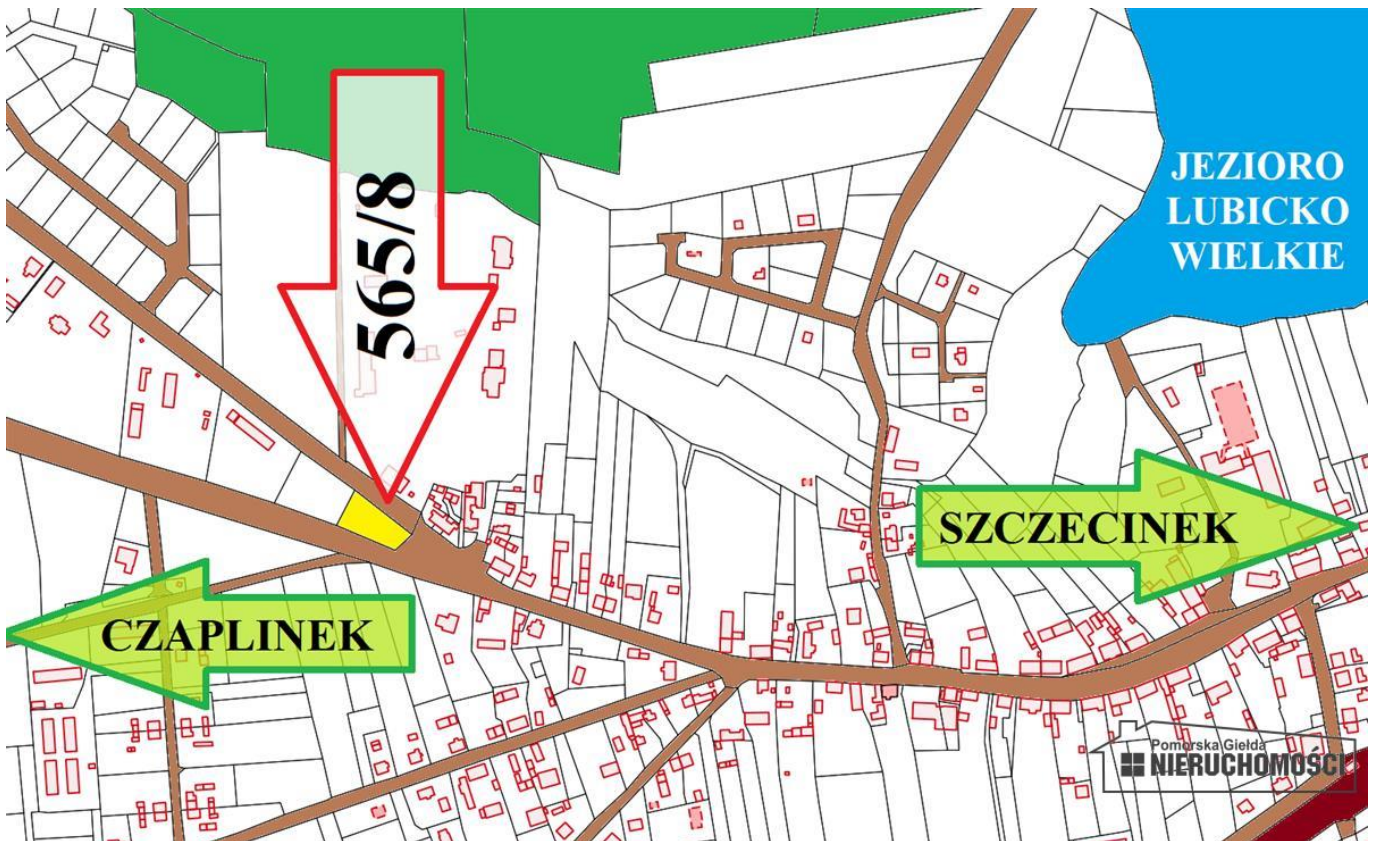 565/8
JEZIORO
LUBICKO
WIELKIE
SZCZECINEK
CZAPLINEK
Pomorska Giełda
NIERUCHOMOŚCI